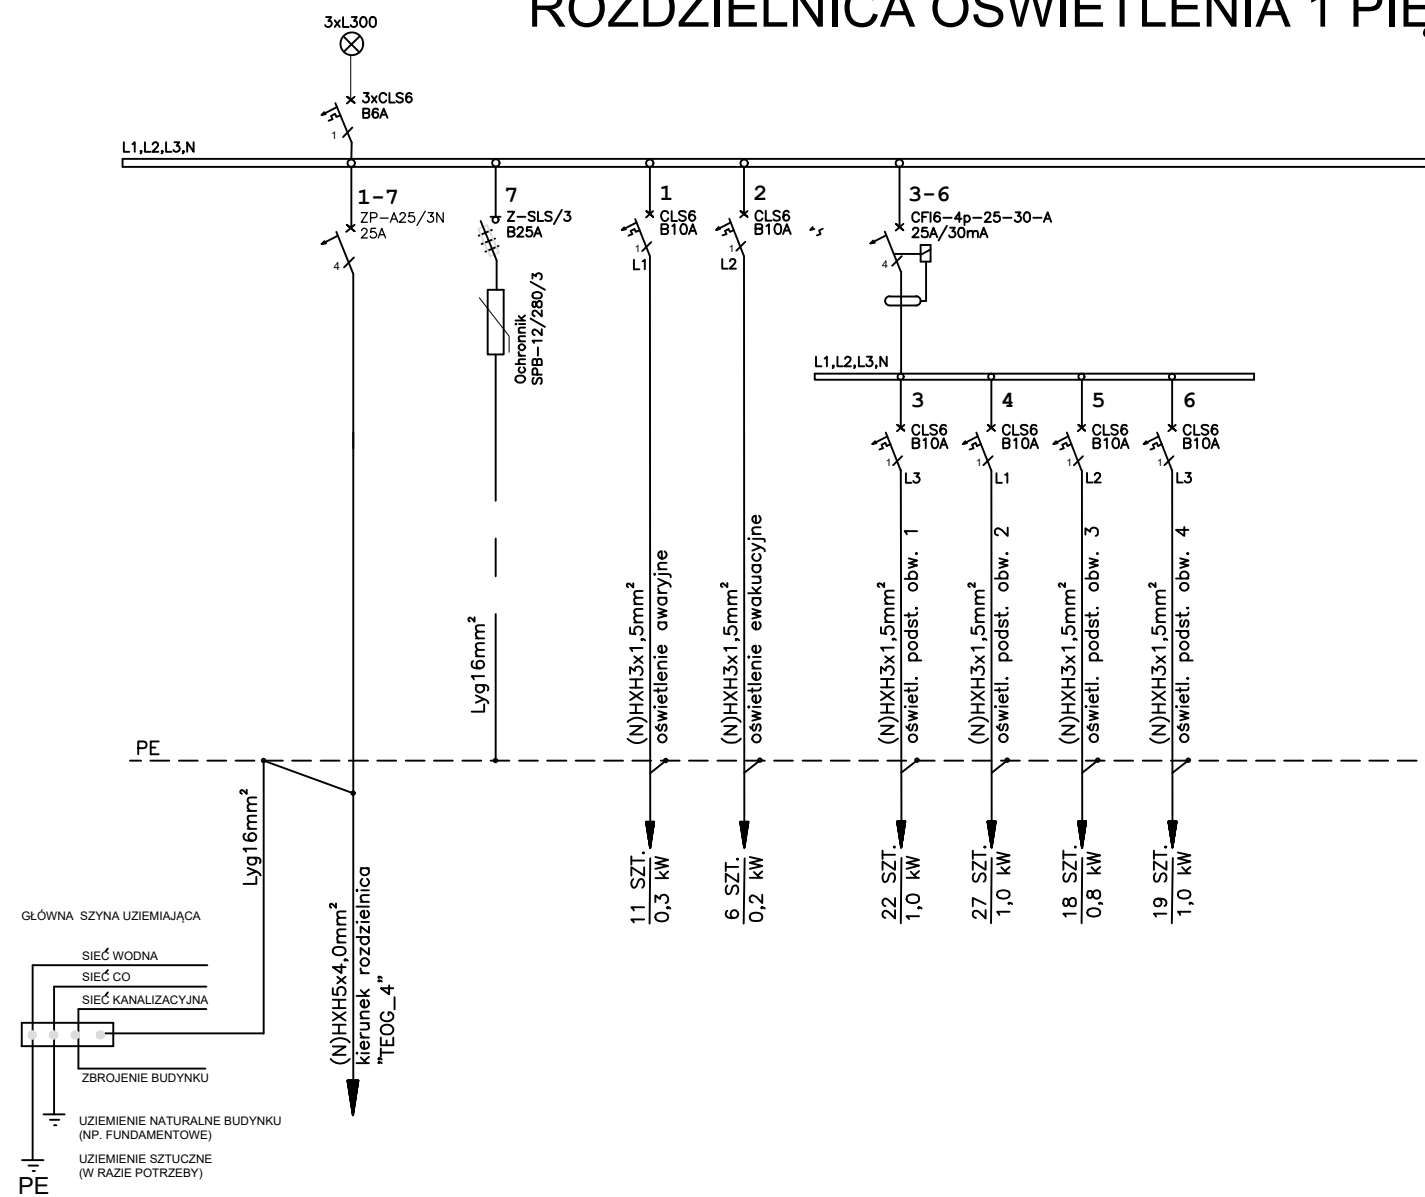 ROZDZIELNICA OŚWIETLENIA 1
3xL300
3xCLS6
B6A
1
L1,L2,L3,N
1-7
ZP-A25/3N
25A
4
7
Z-SLS/3
B25A
Ochronnik
SPB-12/280/3
1
CLS6
B10A
1
L1
2
CLS6
B10A
1
L2
3-6
CFI6-4p-25-30-A
25A/30mA
4
L1,L2,L3,N
3
CLS6
B10A
1
L3
4
CLS6
B10A
1
L1
5
CLS6
B10A
1
L2
6
CLS6
B10A
1
L3
Lyg16mm²
(N)HXH3x1,5mm²
oświetlenie awaryjne
(N)HXH3x1,5mm²
oświetlenie ewakuacyjne
(N)HXH3x1,5mm²
oświetl. podst. obw. 1
(N)HXH3x1,5mm²
oświetl. podst. obw. 2
(N)HXH3x1,5mm²
oświetl. podst. obw. 3
(N)HXH3x1,5mm²
oświetl. podst. obw. 4
PE
Lyg16mm²
(N)HXH5x4,0mm²
kierunek rozdzielnica
"TEOG_4"
11 SZT.
0,3 kW
6 SZT.
0,2 kW
22 SZT.
1,0 kW
27 SZT.
1,0 kW
18 SZT.
0,8 kW
19 SZT.
1,0 kW
GŁÓWNA SZYNA UZIEMIAJĄCA
SIEĆ WODNA
SIEĆ CO
SIEĆ KANALIZACYJNA
ZBROJENIE BUDYNKU
UZIEMIENIE NATURALNE BUDYNKU
(NP. FUNDAMENTOWE)
UZIEMIENIE SZTUCZNE
(W RAZIE POTRZEBY)
PE